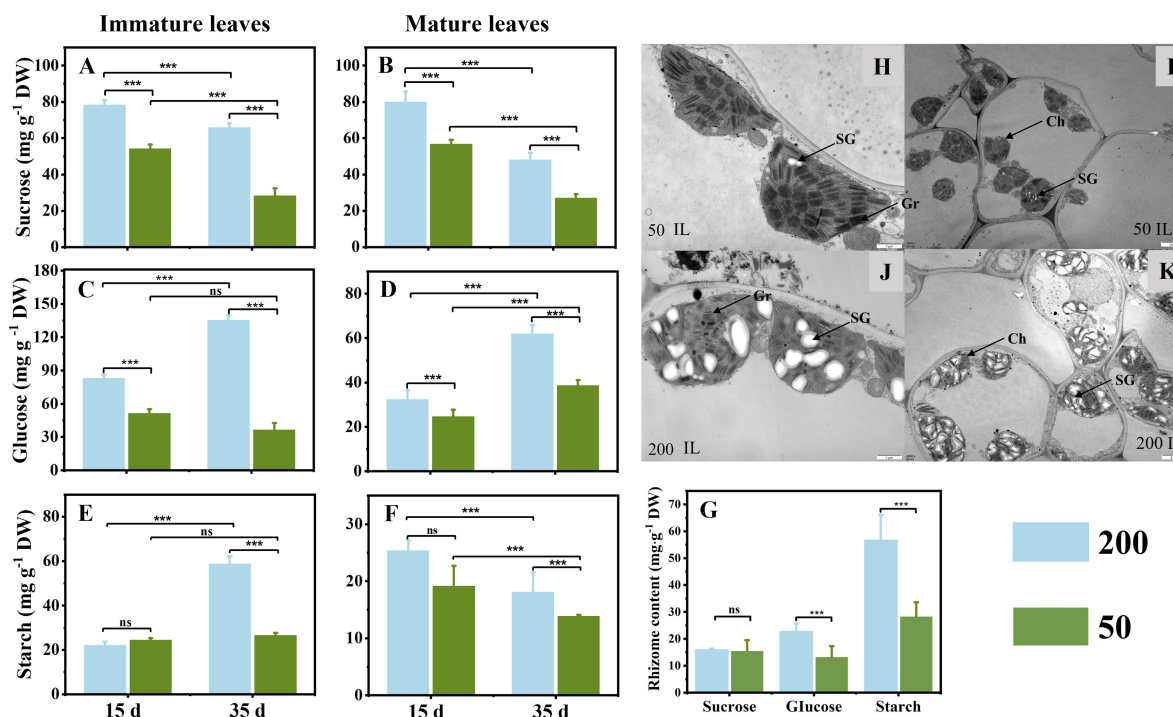 Immature leaves
Mature leaves
Sucrose (mg g-1 DW)
100
80
60
40
20
0
A
***
***
***
***
100
80
60
40
20
0
B
***
***
***
***
Glucose (mg g-1 DW)
180
150
120
90
60
30
0
C
***
ns
***
***
80
60
40
20
0
D
***
***
***
***
Starch (mg g-1 DW)
80
60
40
20
0
E
***
ns
***
ns
15 d
35 d
30
20
10
0
F
***
ns
***
***
15 d
35 d
H
SG
Gr
50 IL
I
Ch
SG
50 IL
J
Gr
SG
200 IL
K
Ch
SG
200 IL
Rhizome content (mg·g-1 DW)
70
60
50
40
30
20
10
0
G
ns
***
***
Sucrose
Glucose
Starch
200
50